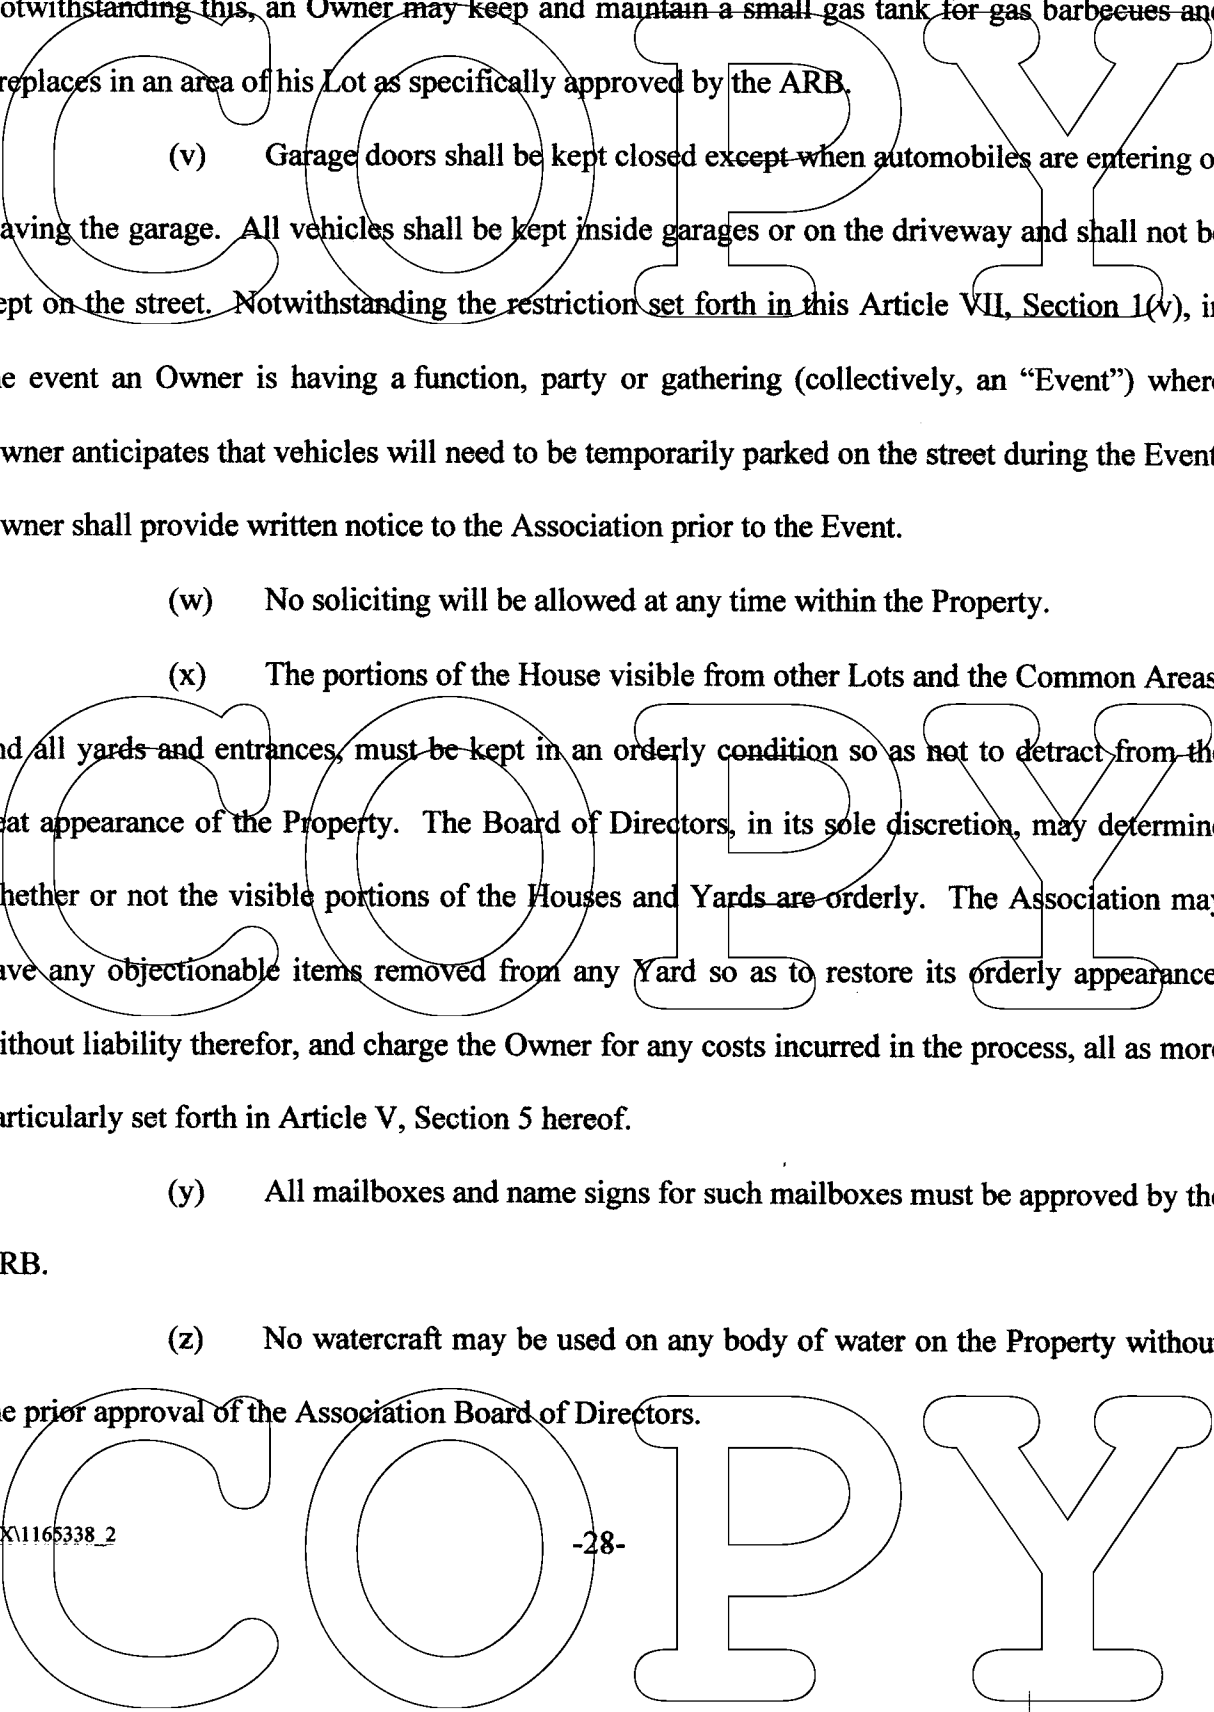 otwithstanding this, an Owner may keep and maintain a small gas tank for gas barbecues and
replaces in an area of his Lot as specifically approved by the ARB.
(v) Garage doors shall be kept closed except when automobiles are entering o
aving the garage. All vehicles shall be kept inside garages or on the driveway and shall not be
ept on the street. Notwithstanding the restriction set forth in this Article VII, Section 1(v), in
e event an Owner is having a function, party or gathering (collectively, an “Event”) where
wner anticipates that vehicles will need to be temporarily parked on the street during the Event
wner shall provide written notice to the Association prior to the Event.
(w) No soliciting will be allowed at any time within the Property.
(x) The portions of the House visible from other Lots and the Common Areas
nd all yards and entrances, must be kept in an orderly condition so as not to detract from the
eat appearance of the Property. The Board of Directors, in its sole discretion, may determine
hether or not the visible portions of the Houses and Yards are orderly. The Association may
ave any objectionable items removed from any Yard so as to restore its orderly appearance,
ithout liability therefor, and charge the Owner for any costs incurred in the process, all as more
articularly set forth in Article V, Section 5 hereof.
(y) All mailboxes and name signs for such mailboxes must be approved by the
RB.
(z) No watercraft may be used on any body of water on the Property without
e prior approval of the Association Board of Directors.
X\1165338_2
-28-
COPY
COPY
COPY